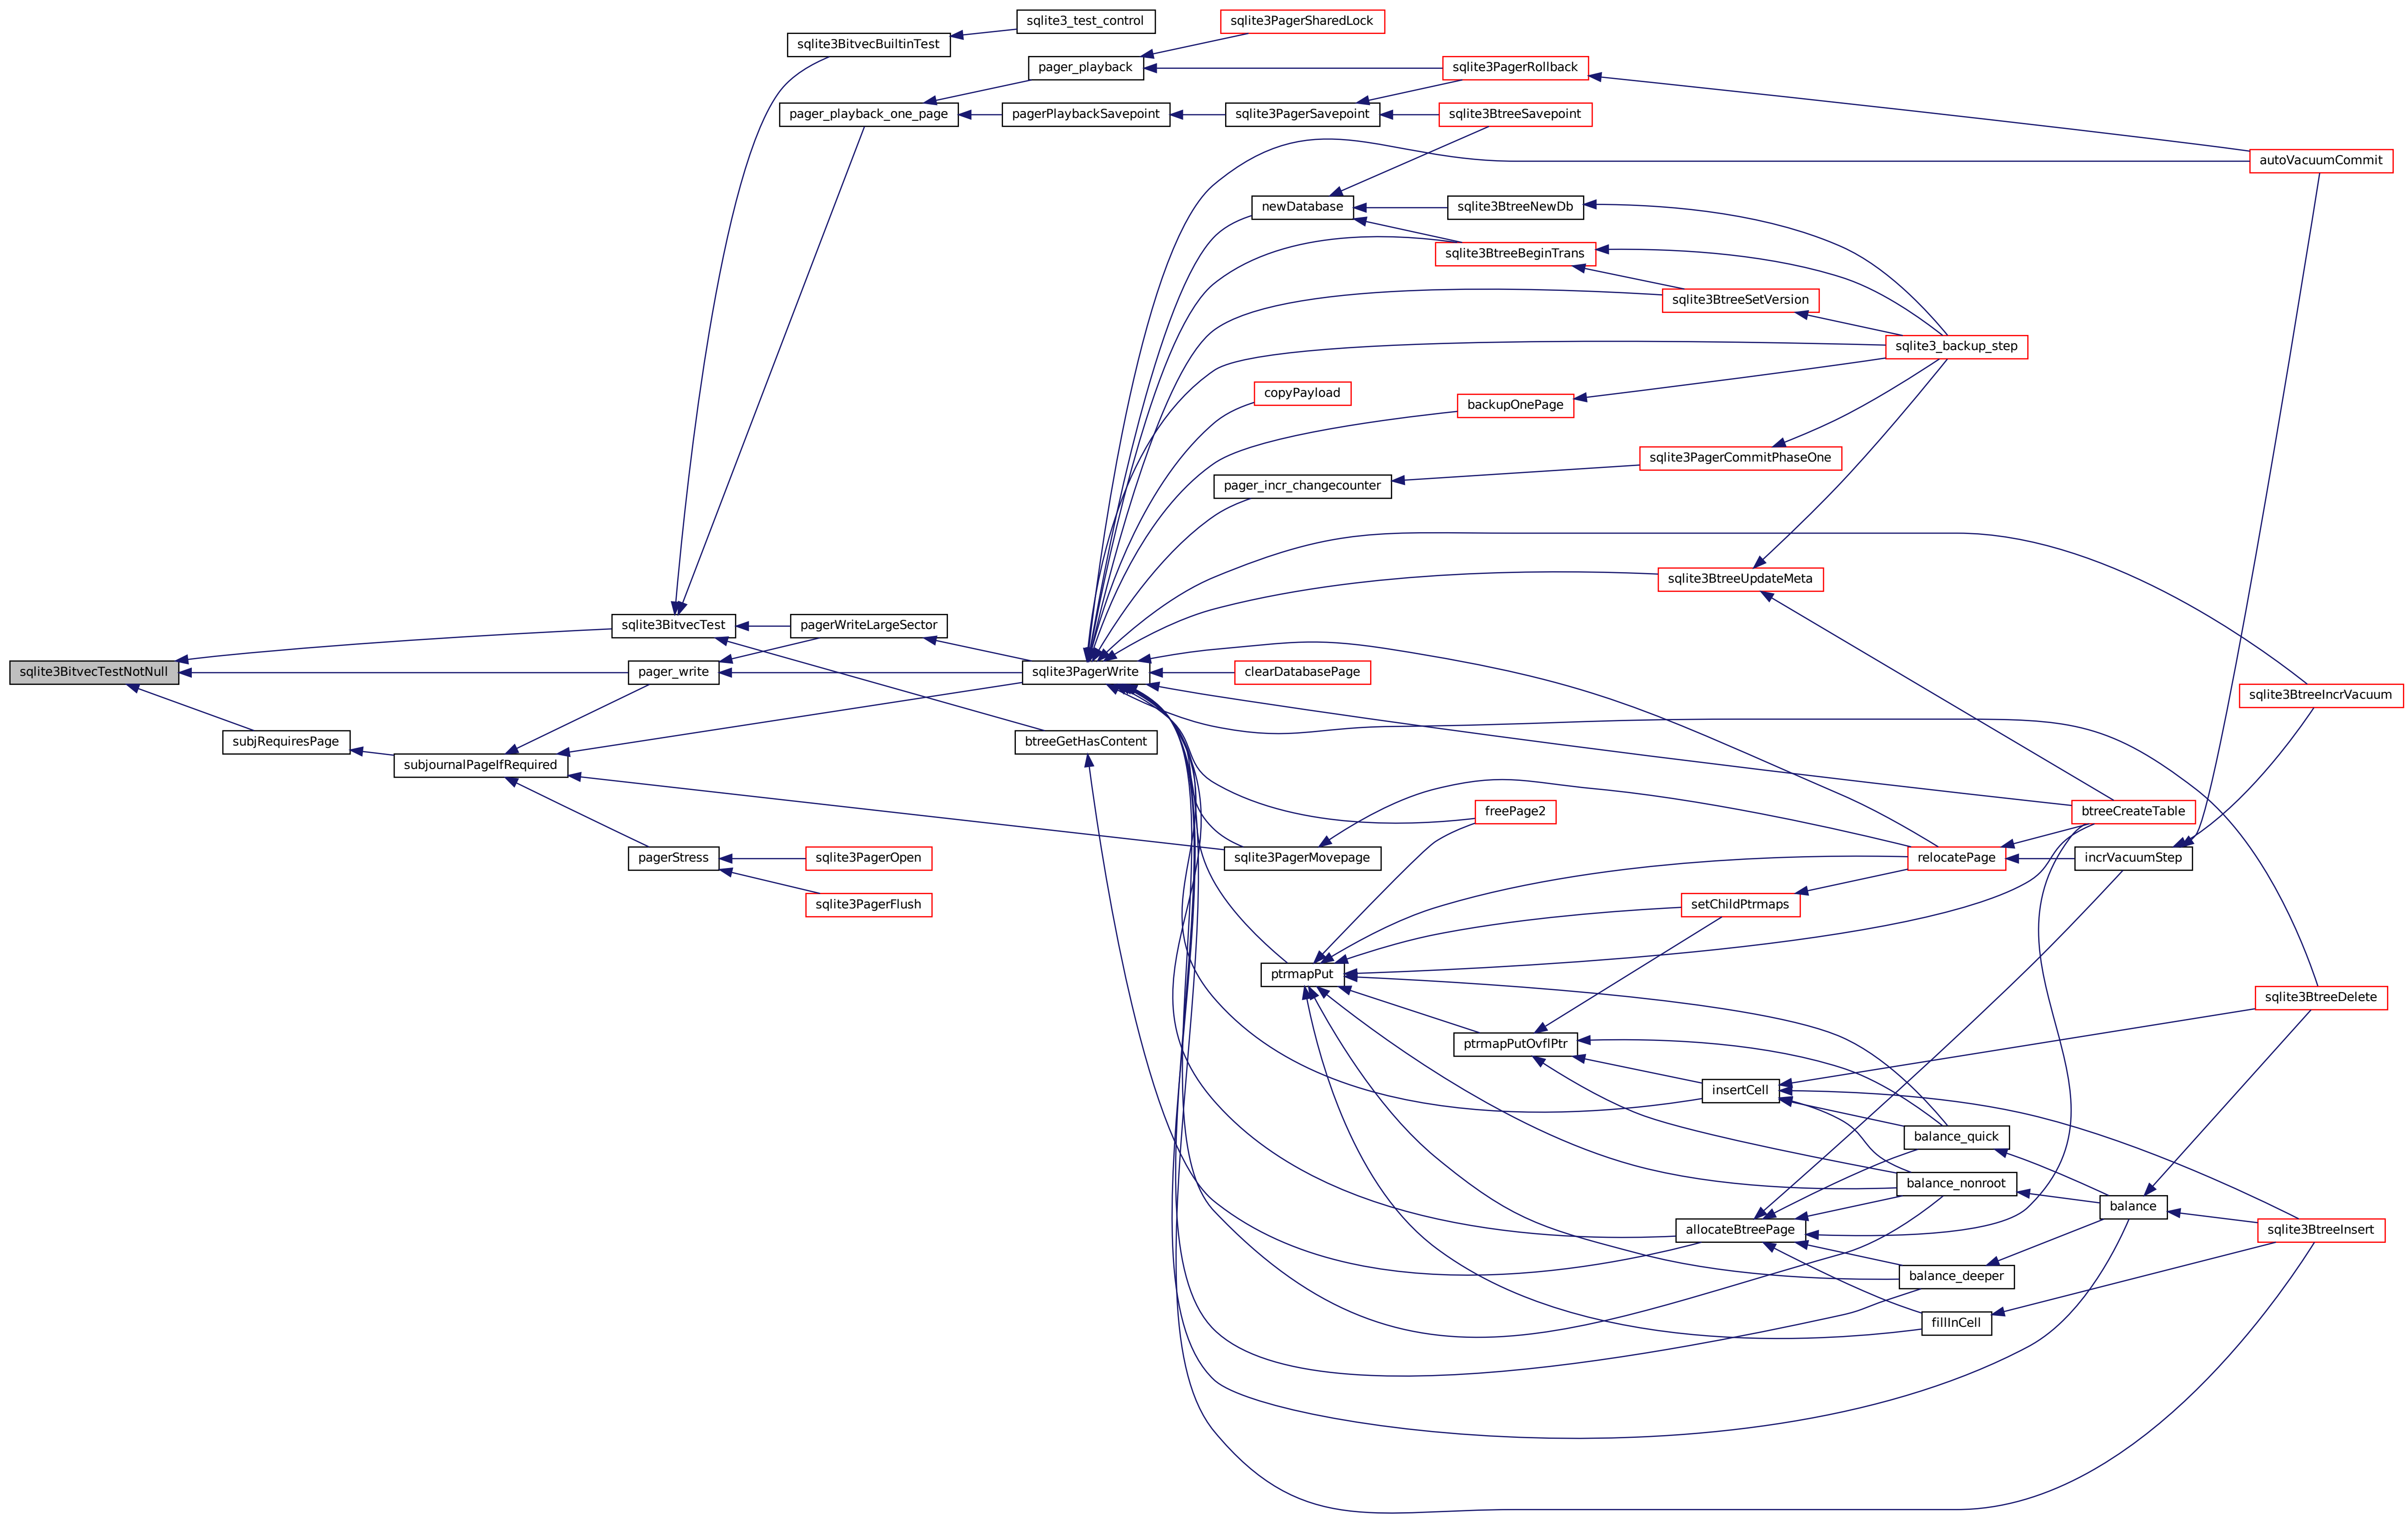 sqlite3_test_control
sqlite3PagerSharedLock
sqlite3BitvecBuiltinTest
pager_playback
sqlite3PagerRollback
pager_playback_one_page
pagerPlaybackSavepoint
sqlite3PagerSavepoint
sqlite3BtreeSavepoint
autoVacuumCommit
newDatabase
sqlite3BtreeNewDb
sqlite3BtreeBeginTrans
sqlite3BtreeSetVersion
sqlite3_backup_step
copyPayload
backupOnePage
sqlite3PagerCommitPhaseOne
pager_incr_changecounter
sqlite3BtreeUpdateMeta
sqlite3BitvecTest
pagerWriteLargeSector
sqlite3BitvecTestNotNull
pager_write
sqlite3PagerWrite
clearDatabasePage
sqlite3BtreeIncrVacuum
subjRequiresPage
btreeGetHasContent
subjournalPageIfRequired
freePage2
btreeCreateTable
pagerStress
sqlite3PagerOpen
sqlite3PagerMovepage
relocatePage
incrVacuumStep
sqlite3PagerFlush
setChildPtrmaps
ptrmapPut
sqlite3BtreeDelete
ptrmapPutOvflPtr
insertCell
balance_quick
balance_nonroot
balance
allocateBtreePage
sqlite3BtreeInsert
balance_deeper
fillInCell